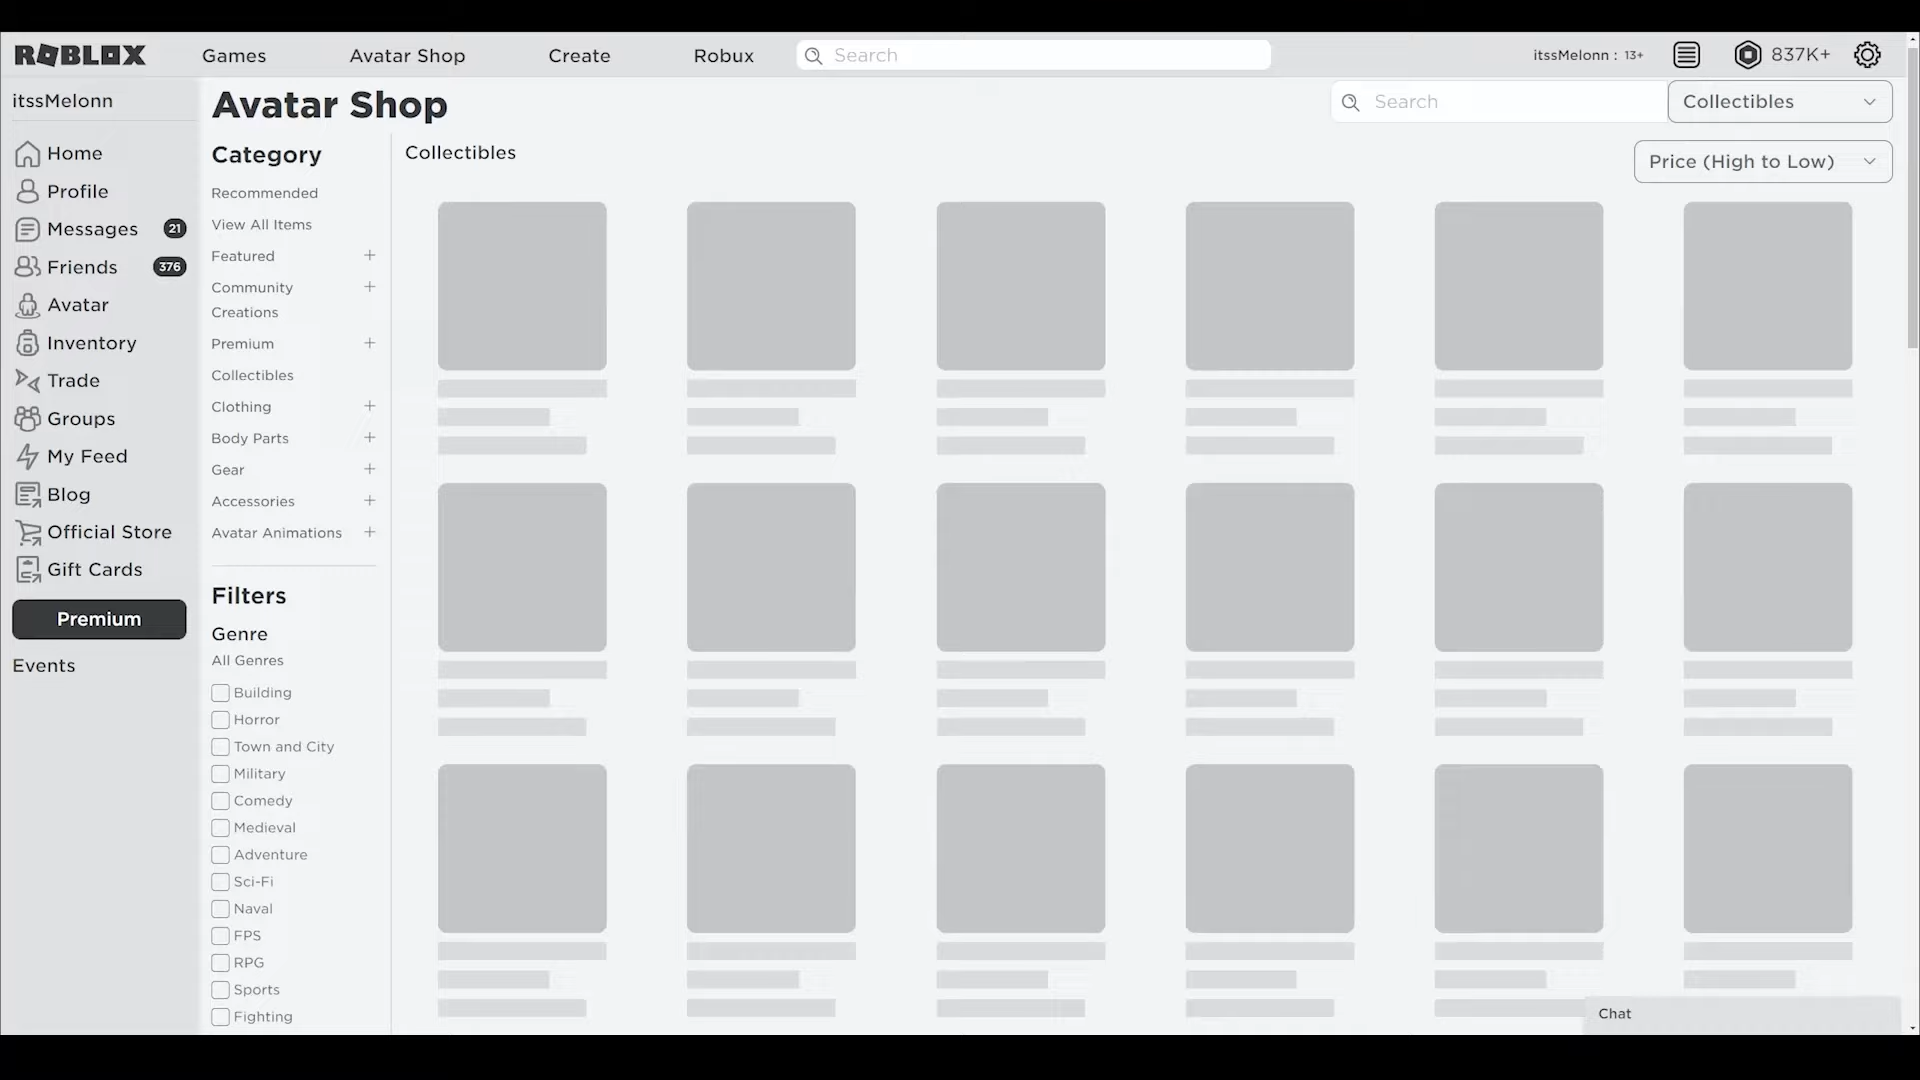 ROBLOX
Games
Avatar Shop
Create
Robux
Search
itssMelonn : 13+
837K+
itssMelonn
Home
Profile
Messages 21
Friends 376
Avatar
Inventory
Trade
Groups
My Feed
Blog
Official Store
Gift Cards
Premium
Events
Avatar Shop
Search
Collectibles
Category
Recommended
View All Items
Featured +
Community +
Creations
Premium +
Collectibles
Clothing +
Body Parts +
Gear +
Accessories +
Avatar Animations +
Filters
Genre
All Genres
Building
Horror
Town and City
Military
Comedy
Medieval
Adventure
Sci-Fi
Naval
FPS
RPG
Sports
Fighting
Collectibles
Price (High to Low)
Chat